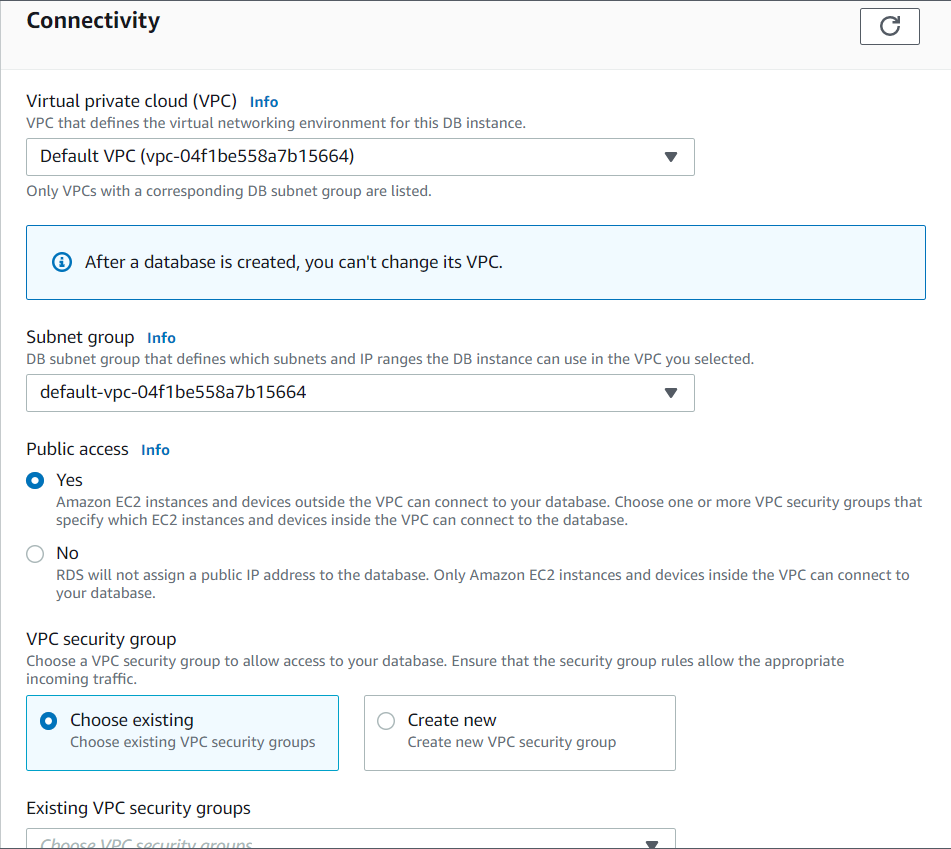 Connectivity
Virtual private cloud (VPC) Info
VPC that defines the virtual networking environment for this DB instance.
Default VPC (vpc-04f1be558a7b15664)
Only VPCs with a corresponding DB subnet group are listed.
After a database is created, you can't change its VPC.
Subnet group Info
DB subnet group that defines which subnets and IP ranges the DB instance can use in the VPC you selected.
default-vpc-04f1be558a7b15664
Public access Info
Yes
Amazon EC2 instances and devices outside the VPC can connect to your database. Choose one or more VPC security groups that
specify which EC2 instances and devices inside the VPC can connect to the database.
No
RDS will not assign a public IP address to the database. Only Amazon EC2 instances and devices inside the VPC can connect to
your database.
VPC security group
Choose a VPC security group to allow access to your database. Ensure that the security group rules allow the appropriate
incoming traffic.
Choose existing
Choose existing VPC security groups
Create new
Create new VPC security group
Existing VPC security groups
Choose VPC security groups